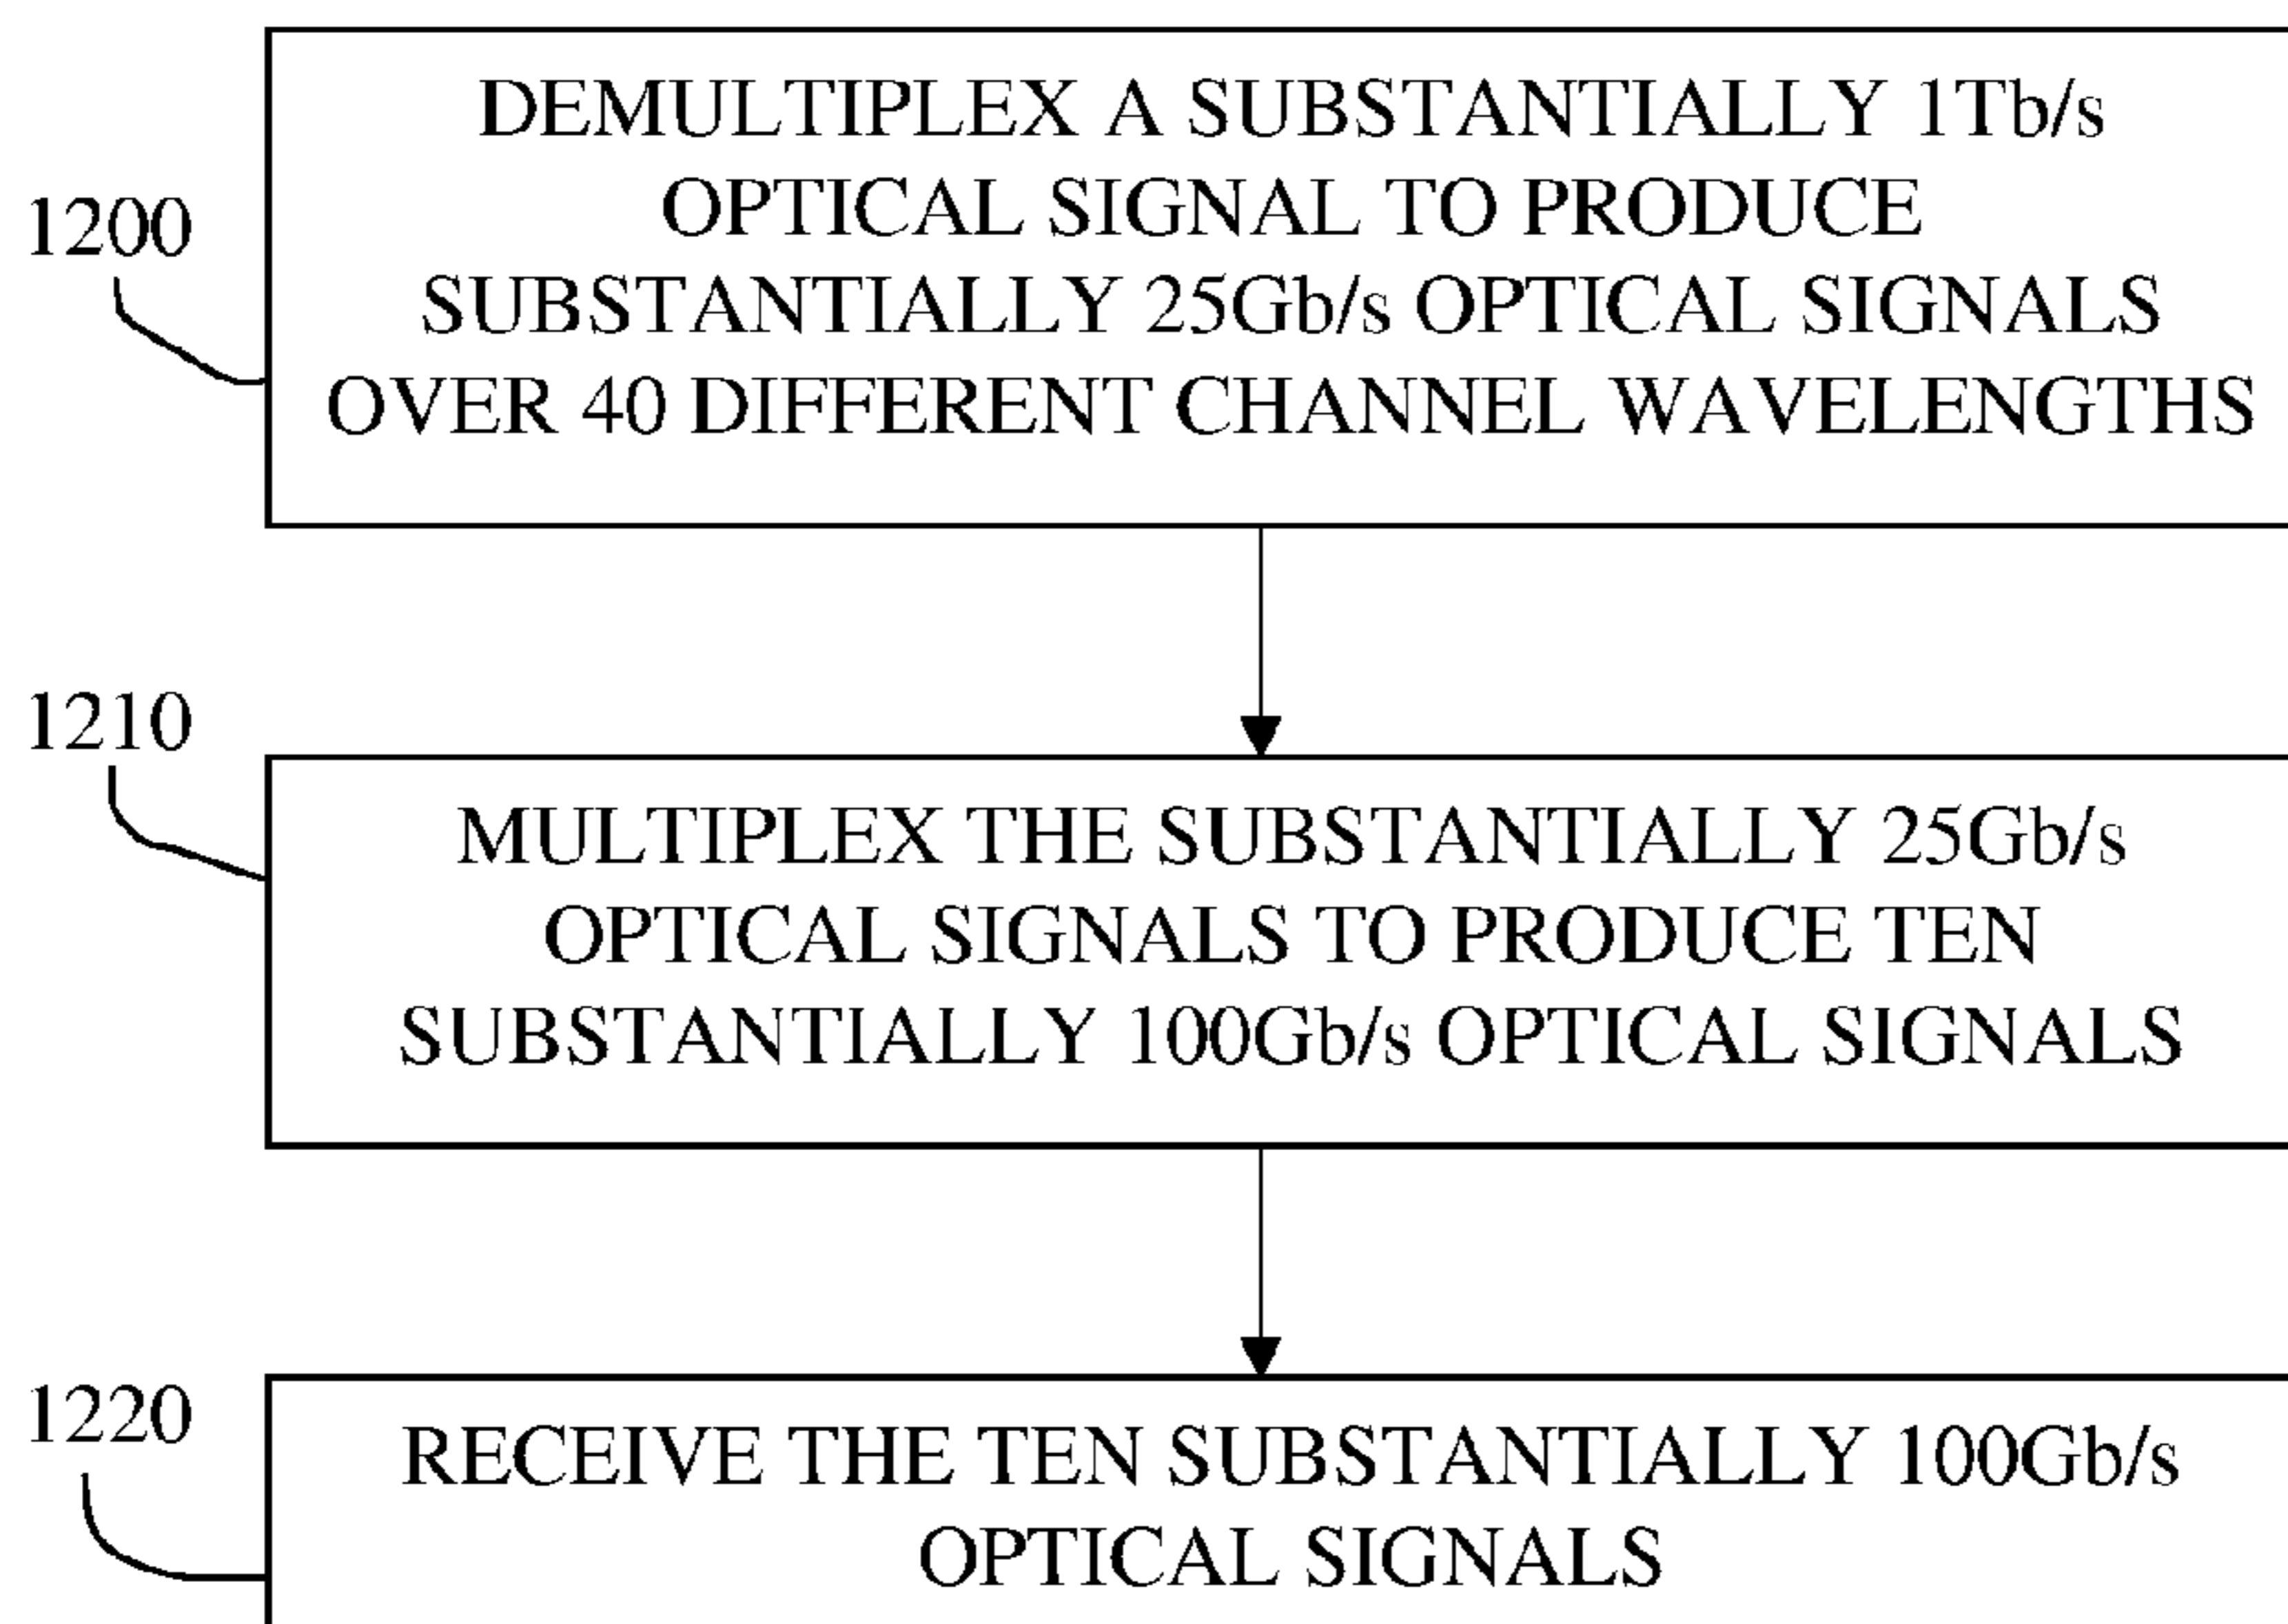 1200
DEMULTIPLEX A SUBSTANTIALLY 1Tb/s
OPTICAL SIGNAL TO PRODUCE
SUBSTANTIALLY 25Gb/s OPTICAL SIGNALS
OVER 40 DIFFERENT CHANNEL WAVELENGTHS
1210
MULTIPLEX THE SUBSTANTIALLY 25Gb/s
OPTICAL SIGNALS TO PRODUCE TEN
SUBSTANTIALLY 100Gb/s OPTICAL SIGNALS
1220
RECEIVE THE TEN SUBSTANTIALLY 100Gb/s
OPTICAL SIGNALS